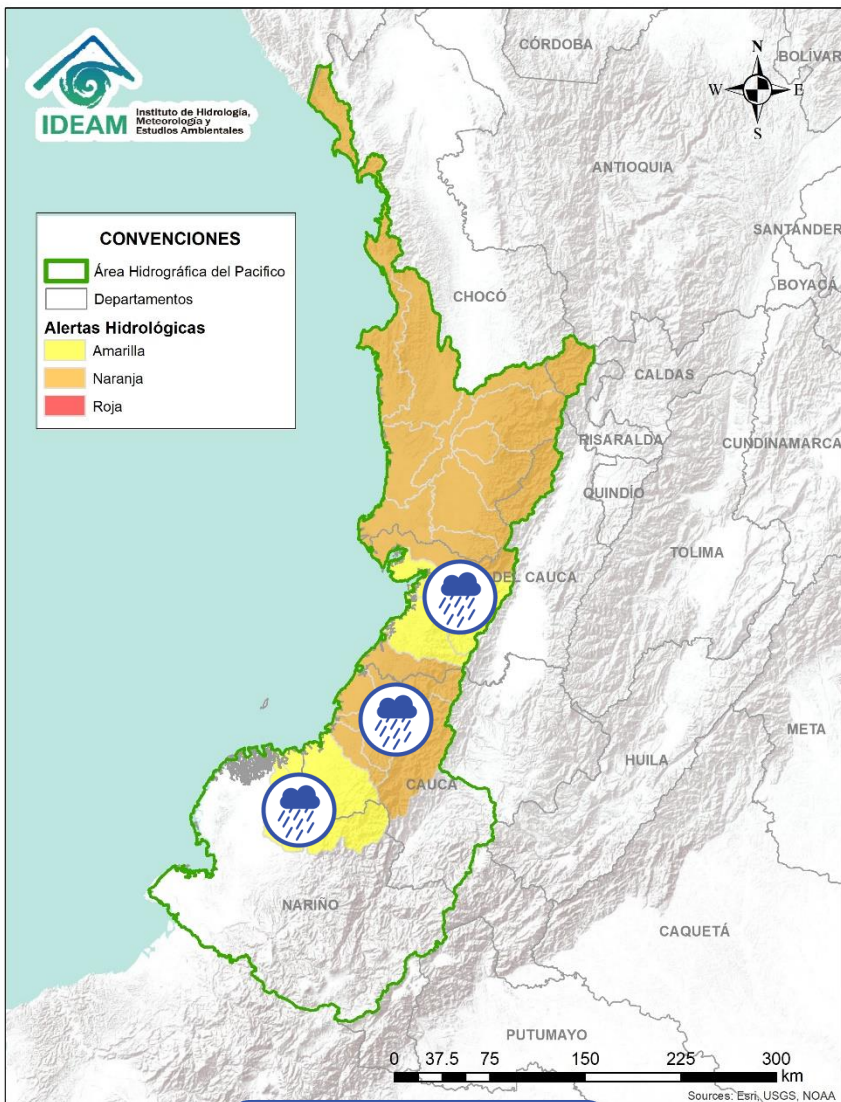 IDEAM
Instituto de Hidrología,
Meteorología y
Estudios Ambientales
CÓRDOBA
BOLÍVAR
N
W
E
S
ANTIOQUIA
SANTANDER
BOYACÁ
CONVENCIONES
Área Hidrográfica del Pacifico
Departamentos
Alertas Hidrológicas
Amarilla
Naranja
Roja
CHOCÓ
CALDAS
RISARALDA
CUNDINAMARCA
QUINDÍO
TOLIMA
DEL CAUCA
META
HUILA
CAUCA
NARIÑO
CAQUETÁ
PUTUMAYO
0 37.5 75 150 225 300
km
Sources: Esri, USGS, NOAA